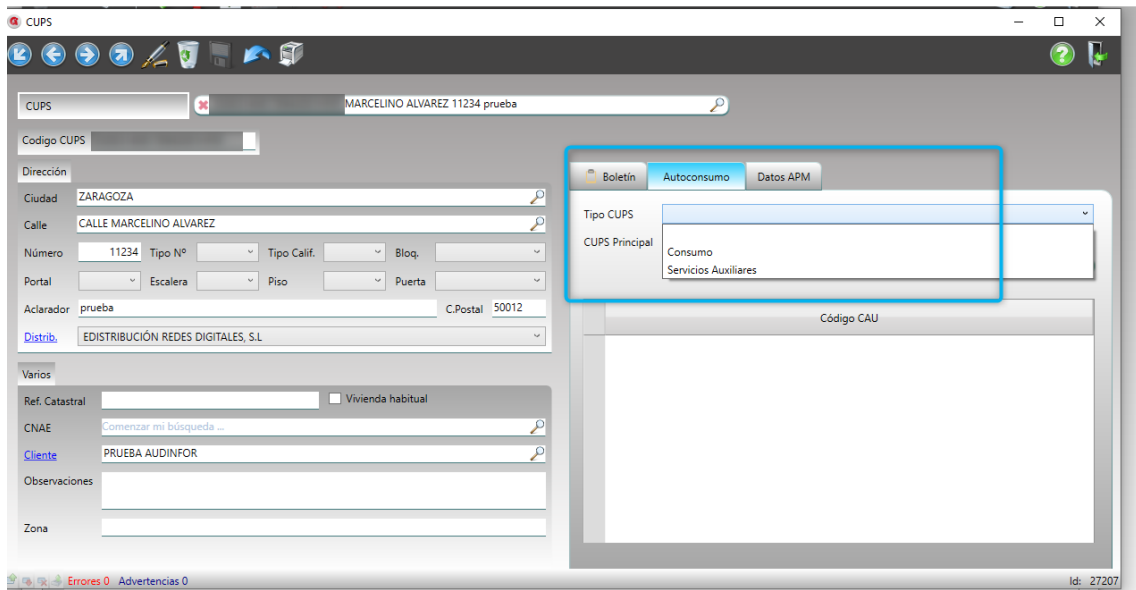 CUPS
CUPS MARCELINO ALVAREZ 11234 prueba
Codigo CUPS
Dirección
Ciudad ZARAGOZA
Calle CALLE MARCELINO ALVAREZ
Número 11234 Tipo Nº Tipo Calif. Bloq.
Portal Escalera Piso Puerta
Aclarador prueba C.Postal 50012
Distrib. EDISTRIBUCIÓN REDES DIGITALES, S.L
Varios
Ref. Catastral Vivienda habitual
CNAE Comenzar mi búsqueda ...
Cliente PRUEBA AUDINFOR
Observaciones
Zona
Boletín Autoconsumo Datos APM
Tipo CUPS
CUPS Principal
Consumo
Servicios Auxiliares
Código CAU
Errores 0 Advertencias 0 Id: 27207